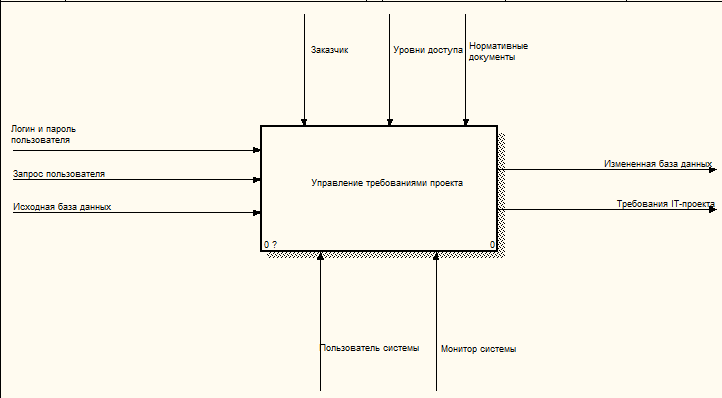 Заказчик
Уровни доступа
Нормативные
документы
Логин и пароль
пользователя
Запрос пользователя
Исходная база данных
Управление требованиями проекта
Измененная база данных
Требования IT-проекта
0 ?
0
Пользователь системы
Монитор системы